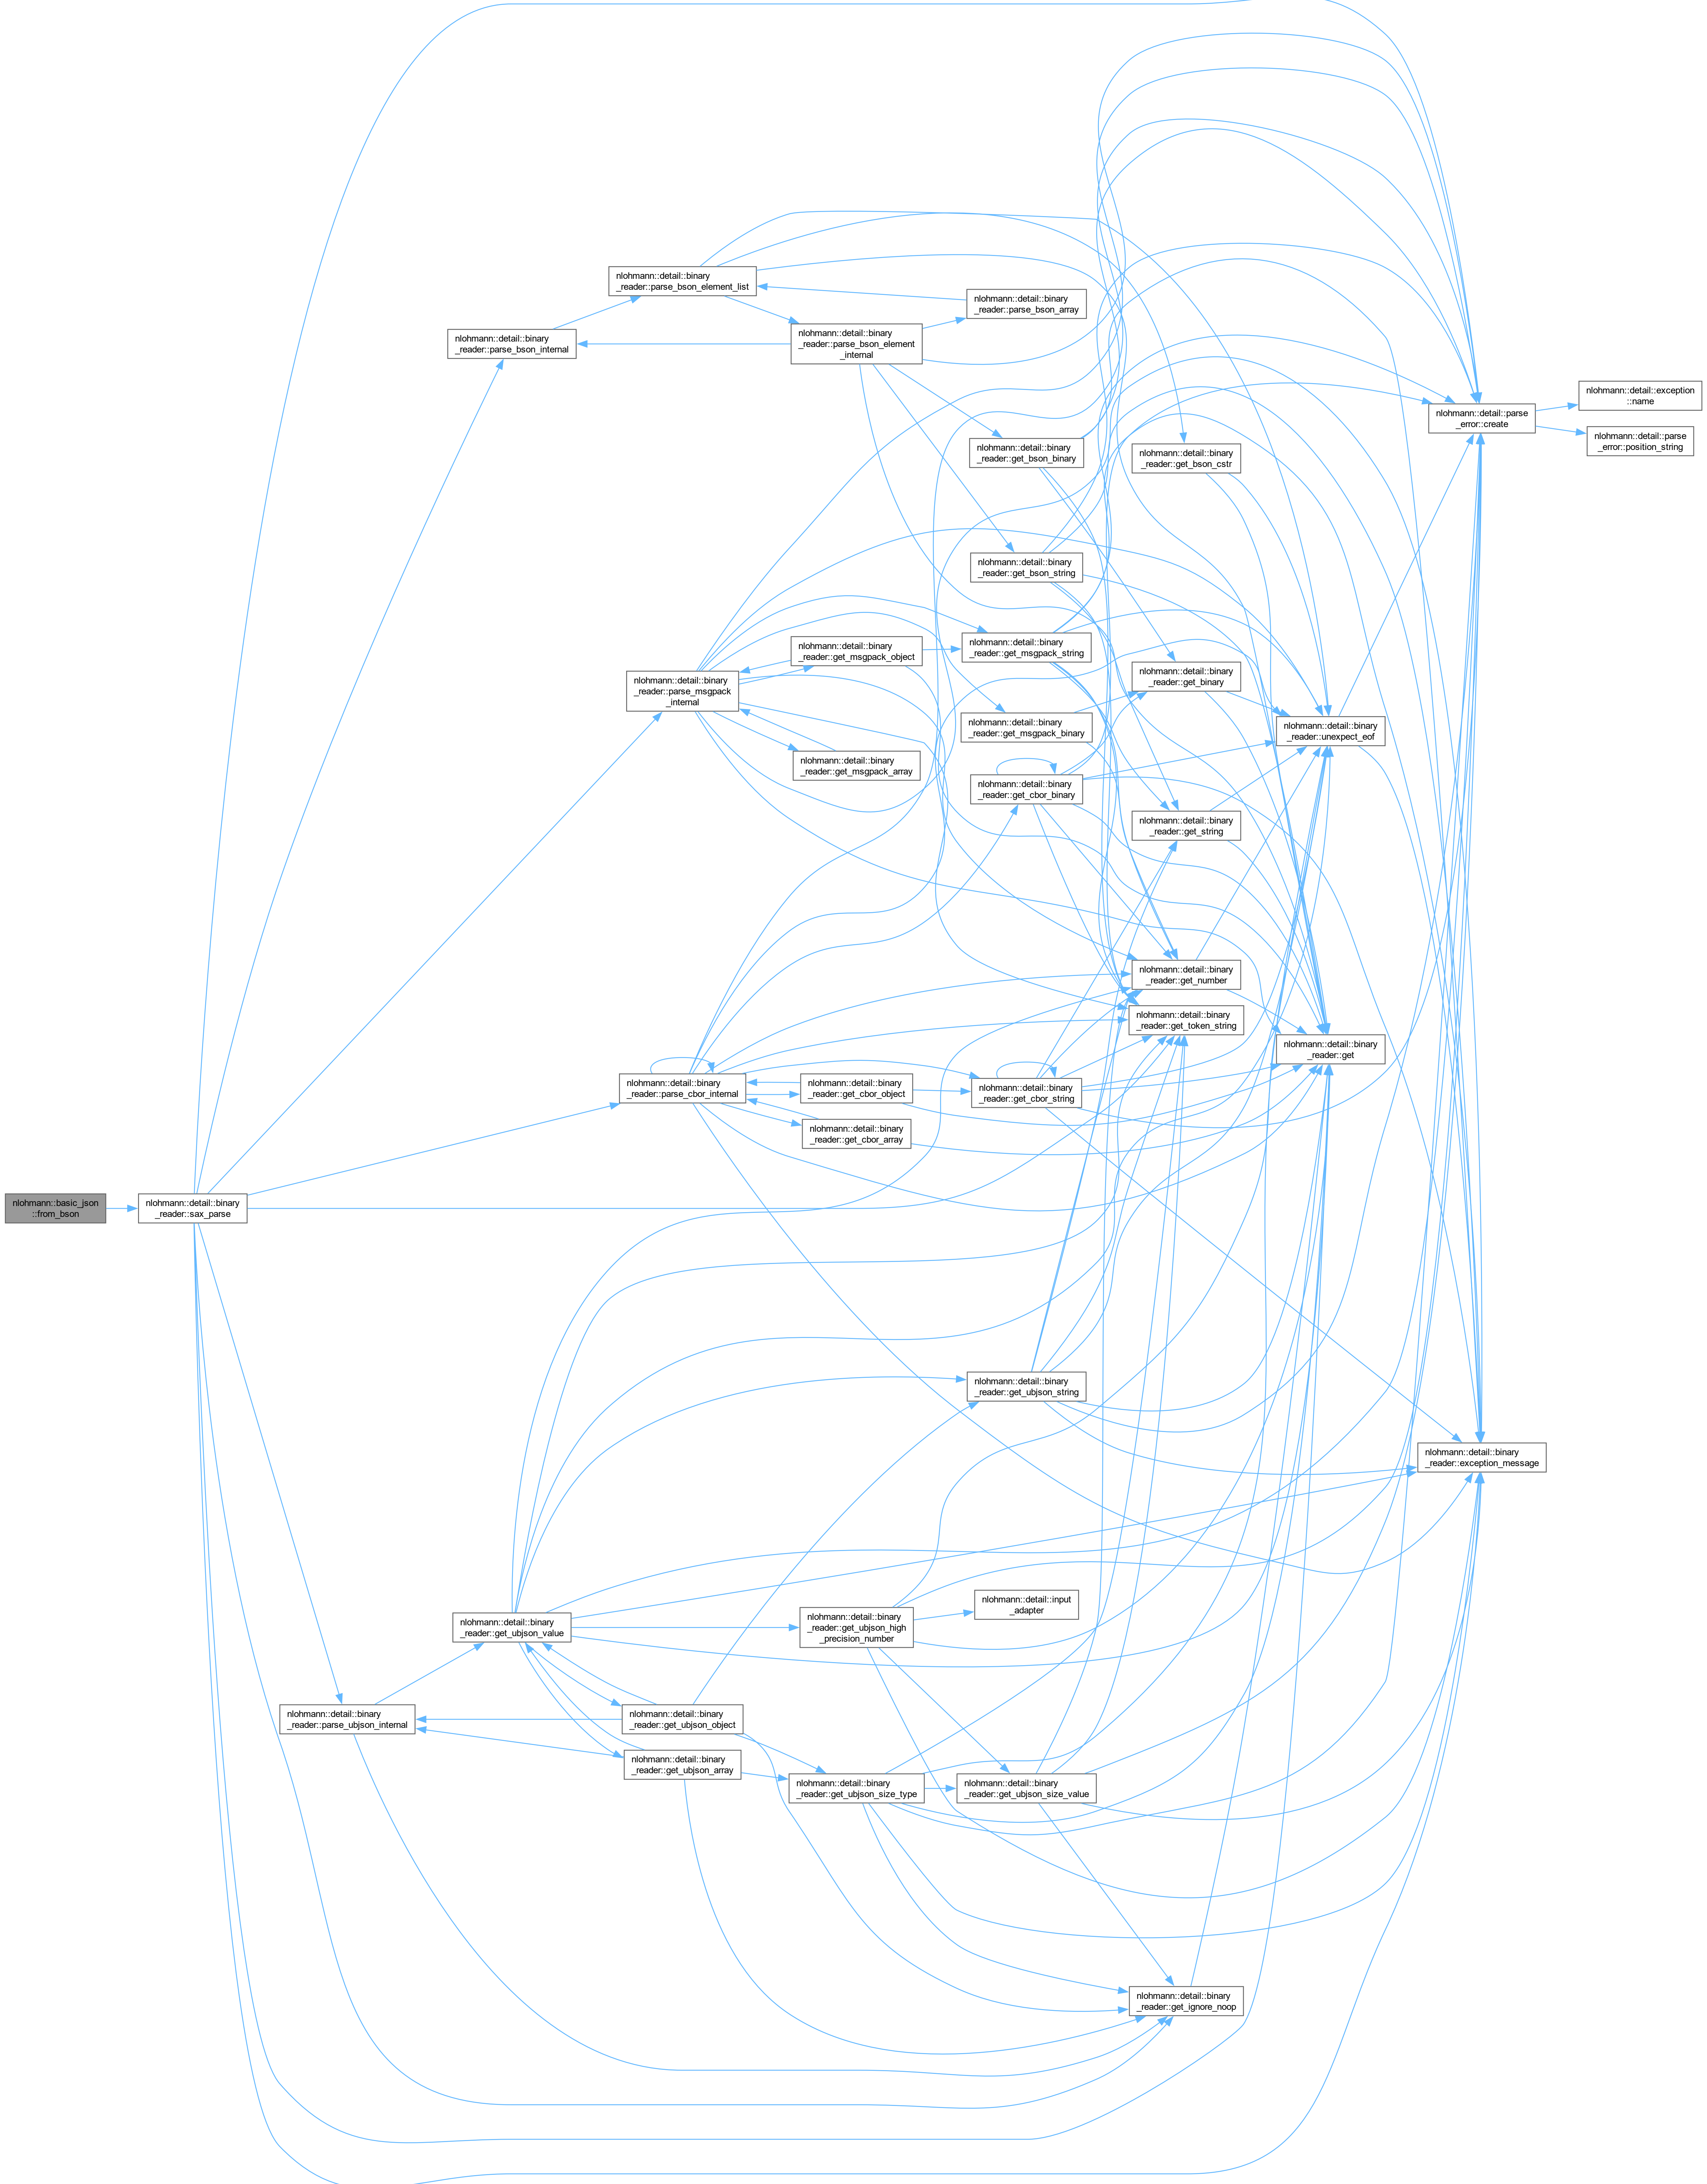 nlohmann::detail::binary
_reader::parse_bson_element_list
nlohmann::detail::binary
_reader::parse_bson_array
nlohmann::detail::binary
_reader::parse_bson_internal
nlohmann::detail::binary
_reader::parse_bson_element
_internal
nlohmann::detail::exception
::name
nlohmann::detail::parse
_error::create
nlohmann::detail::parse
_error::position_string
nlohmann::detail::binary
_reader::get_bson_binary
nlohmann::detail::binary
_reader::get_bson_cstr
nlohmann::detail::binary
_reader::get_bson_string
nlohmann::detail::binary
_reader::get_msgpack_object
nlohmann::detail::binary
_reader::get_msgpack_string
nlohmann::detail::binary
_reader::parse_msgpack
_internal
nlohmann::detail::binary
_reader::get_binary
nlohmann::detail::binary
_reader::get_msgpack_binary
nlohmann::detail::binary
_reader::unexpect_eof
nlohmann::detail::binary
_reader::get_msgpack_array
nlohmann::detail::binary
_reader::get_cbor_binary
nlohmann::detail::binary
_reader::get_string
nlohmann::detail::binary
_reader::get_number
nlohmann::detail::binary
_reader::get_token_string
nlohmann::detail::binary
_reader::get
nlohmann::detail::binary
_reader::parse_cbor_internal
nlohmann::detail::binary
_reader::get_cbor_object
nlohmann::detail::binary
_reader::get_cbor_string
nlohmann::detail::binary
_reader::get_cbor_array
nlohmann::basic_json
::from_bson
nlohmann::detail::binary
_reader::sax_parse
nlohmann::detail::binary
_reader::get_ubjson_string
nlohmann::detail::binary
_reader::exception_message
nlohmann::detail::input
_adapter
nlohmann::detail::binary
_reader::get_ubjson_value
nlohmann::detail::binary
_reader::get_ubjson_high
_precision_number
nlohmann::detail::binary
_reader::parse_ubjson_internal
nlohmann::detail::binary
_reader::get_ubjson_object
nlohmann::detail::binary
_reader::get_ubjson_array
nlohmann::detail::binary
_reader::get_ubjson_size_type
nlohmann::detail::binary
_reader::get_ubjson_size_value
nlohmann::detail::binary
_reader::get_ignore_noop